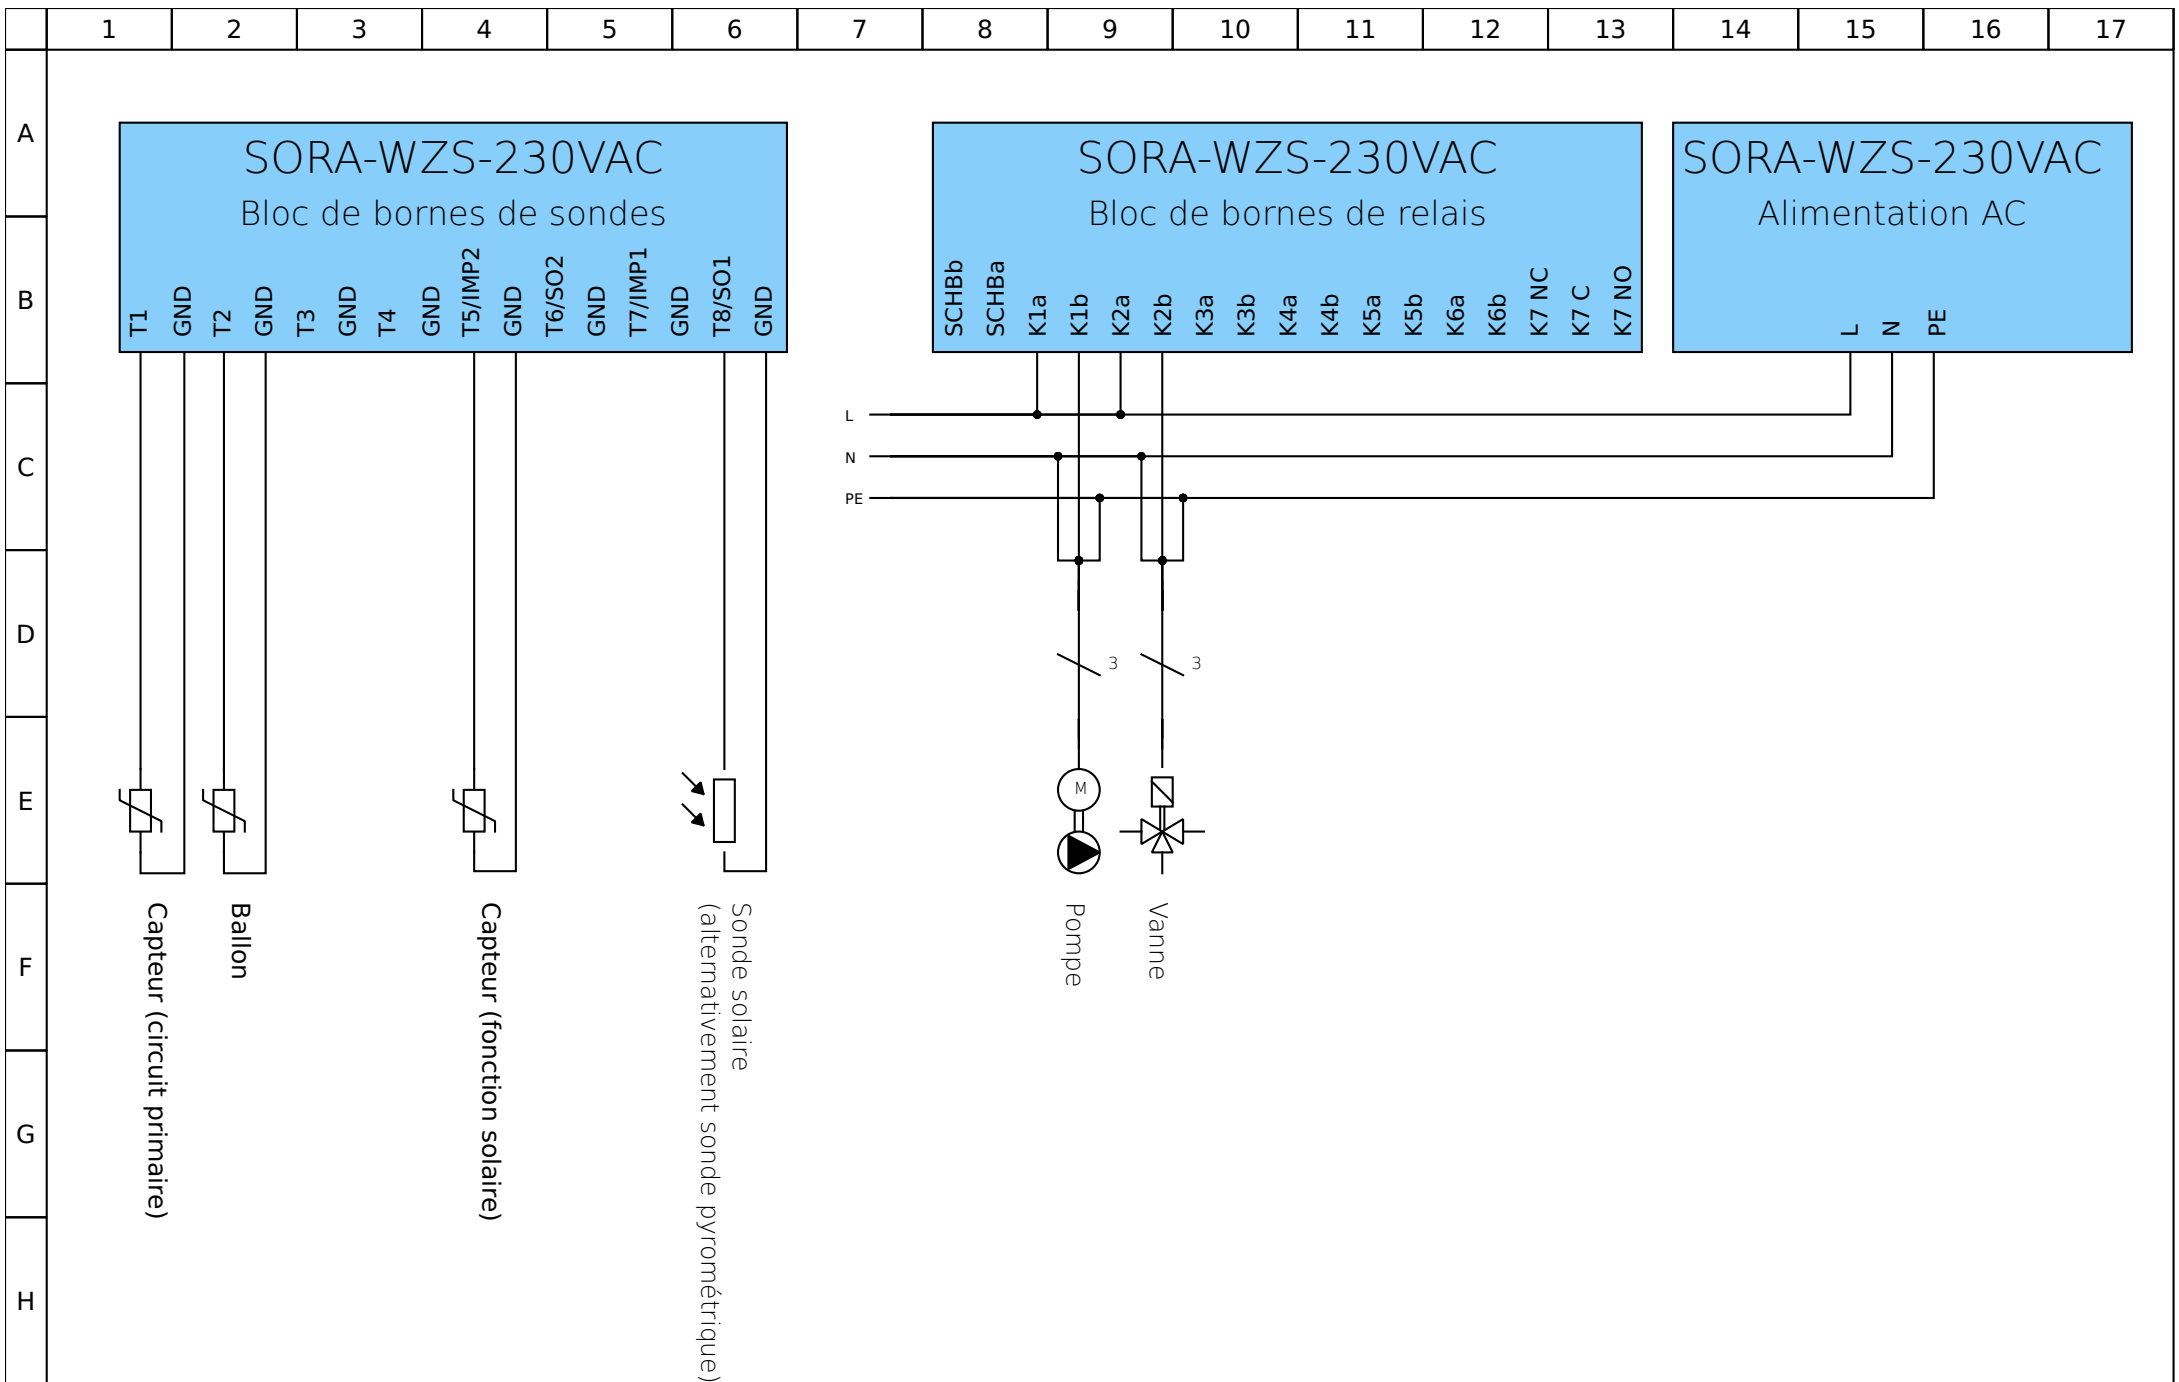 1 2 3 4 5 6 7 8 9 10 11 12 13 14 15 16 17
A
B
C
D
E
F
G
H
SORA-WZS-230VAC
Bloc de bornes de sondes
T1
GND
T2
GND
T3
GND
T4
GND
T5/IMP2
GND
T6/SO2
GND
T7/IMP1
GND
T8/SO1
GND
SORA-WZS-230VAC
Bloc de bornes de relais
SCHBb
SCHBa
K1a
K1b
K2a
K2b
K3a
K3b
K4a
K4b
K5a
K5b
K6a
K6b
K7 NC
K7 C
K7 NO
SORA-WZS-230VAC
Alimentation AC
L
N
PE
L
N
PE
3
3
M
Capteur (circuit primaire)
Ballon
Capteur (fonction solaire)
Sonde solaire
(alternativement sonde pyrométrique)
Pompe
Vanne